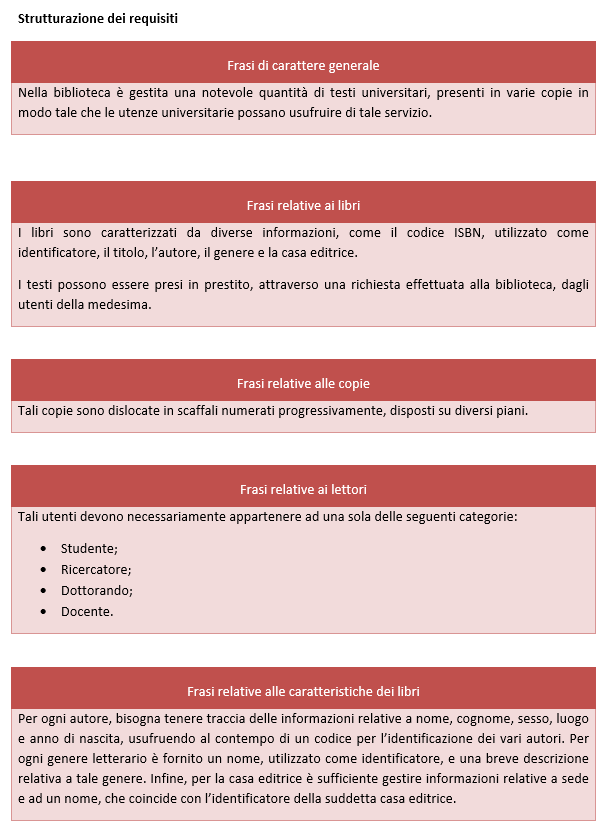 Strutturazione dei requisiti
Frasi di carattere generale
Nella biblioteca è gestita una notevole quantità di testi universitari, presenti in varie copie in
modo tale che le utenze universitarie possano usufruire di tale servizio.
Frasi relative ai libri
I libri sono caratterizzati da diverse informazioni, come il codice ISBN, utilizzato come
identificatore, il titolo, l'autore, il genere e la casa editrice.
I testi possono essere presi in prestito, attraverso una richiesta effettuata alla biblioteca, dagli
utenti della medesima.
Frasi relative alle copie
Tali copie sono dislocate in scaffali numerati progressivamente, disposti su diversi piani.
Frasi relative ai lettori
Tali utenti devono necessariamente appartenere ad una sola delle seguenti categorie:
• Studente;
• Ricercatore;
• Dottorando;
• Docente.
Frasi relative alle caratteristiche dei libri
Per ogni autore, bisogna tenere traccia delle informazioni relative a nome, cognome, sesso, luogo
e anno di nascita, usufruendo al contempo di un codice per l'identificazione dei vari autori. Per
ogni genere letterario è fornito un nome, utilizzato come identificatore, e una breve descrizione
relativa a tale genere. Infine, per la casa editrice è sufficiente gestire informazioni relative a sede
e ad un nome, che coincide con l'identificatore della suddetta casa editrice.